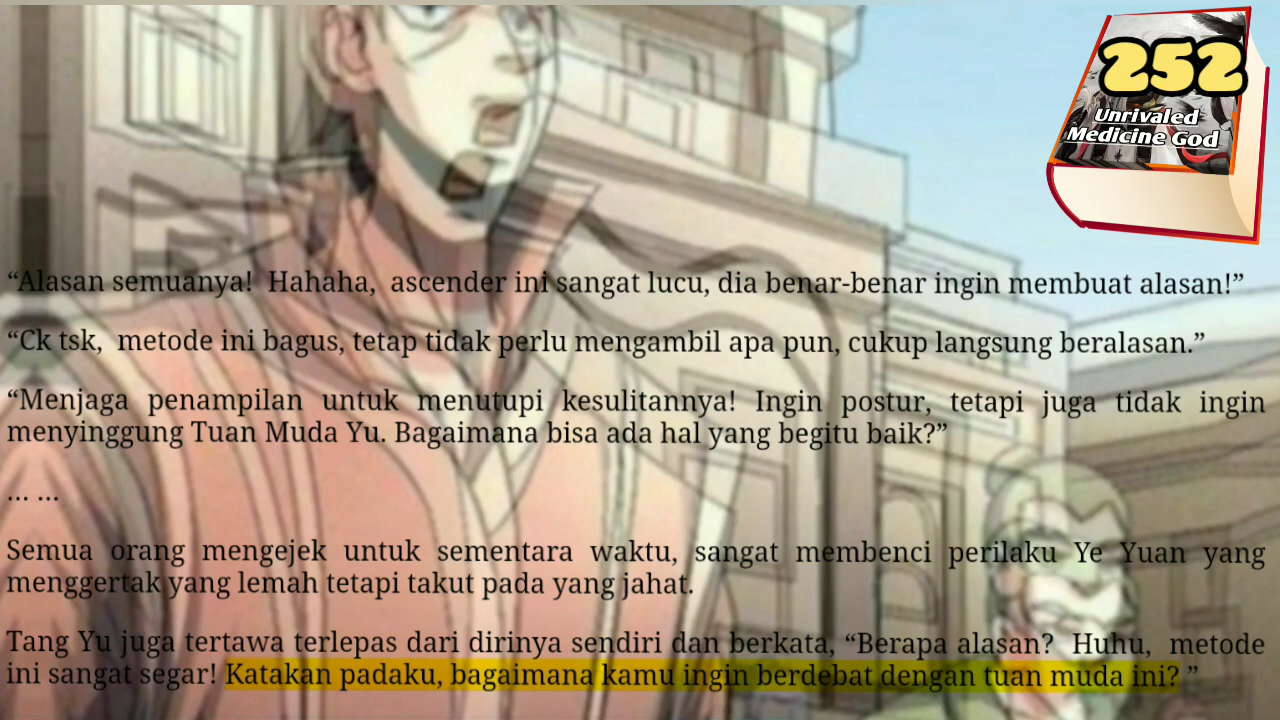 252
Unrivaled
Medicine God
“Alasan semuanya!  Hahaha,  ascender ini sangat lucu, dia benar-benar ingin membuat alasan!”
“Ck tsk,  metode ini bagus, tetap tidak perlu mengambil apa pun, cukup langsung beralasan.”
“Menjaga penampilan untuk menutupi kesulitannya! Ingin postur, tetapi juga tidak ingin
menyinggung Tuan Muda Yu. Bagaimana bisa ada hal yang begitu baik?”
... ...
Semua orang mengejek untuk sementara waktu, sangat membenci perilaku Ye Yuan yang
menggertak yang lemah tetapi takut pada yang jahat.
Tang Yu juga tertawa terlepas dari dirinya sendiri dan berkata, “Berapa alasan?  Huhu,  metode
ini sangat segar! Katakan padaku, bagaimana kamu ingin berdebat dengan tuan muda ini? ”